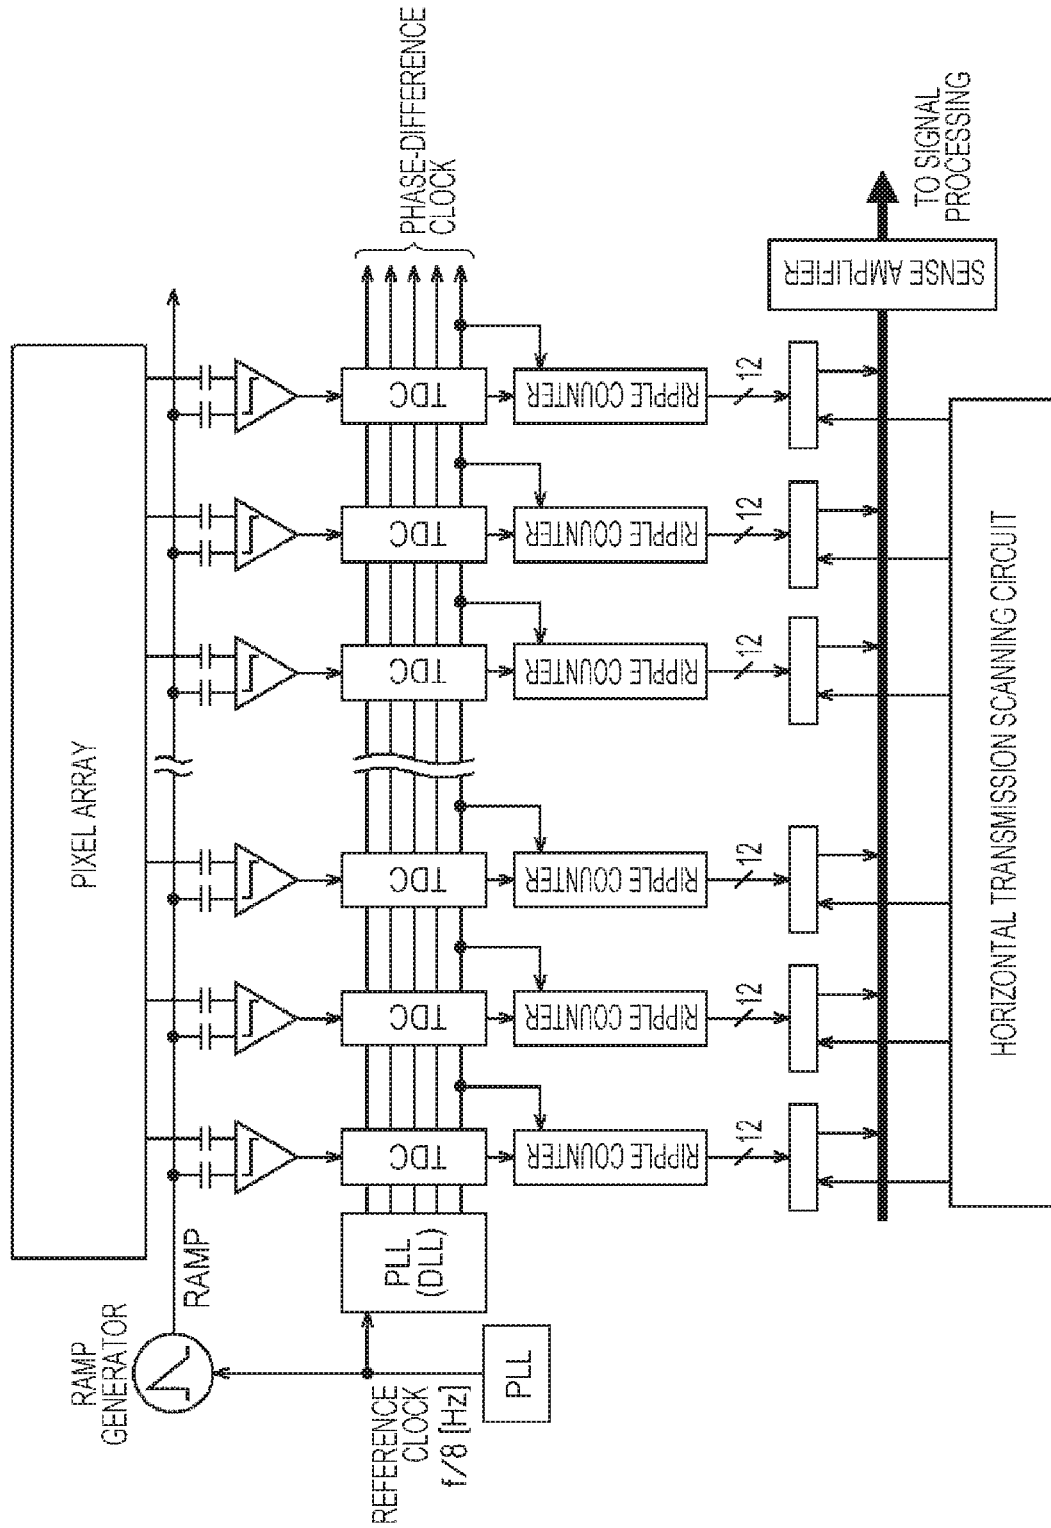 RAMP
GENERATOR
PIXEL ARRAY
RAMP
REFERENCE
CLOCK
f/8 [Hz]
PLL
PLL
(DLL)
TDC
TDC
TDC
TDC
TDC
TDC
PHASE-DIFFERENCE
CLOCK
RIPPLE COUNTER
RIPPLE COUNTER
RIPPLE COUNTER
RIPPLE COUNTER
RIPPLE COUNTER
RIPPLE COUNTER
12
12
12
12
12
12
SENSE AMPLIFIER
TO SIGNAL
PROCESSING
HORIZONTAL TRANSMISSION SCANNING CIRCUIT